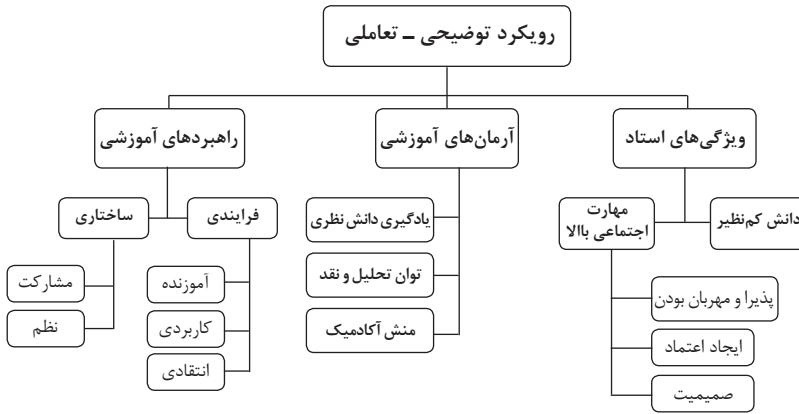 رویکرد توضیحی – تعاملی
ویژگی‌های استاد
آرمان‌های آموزشی
راهبردهای آموزشی
دانش کم‌نظیر
مهارت
اجتماعی باالا
پذیرا و مهربان بودن
ایجاد اعتماد
صمیمیت
یادگیری دانش نظری
توان تحلیل و نقد
منش آکادمیک
فرایندی
ساختاری
آموزنده
کاربردی
انتقادی
مشارکت
نظم